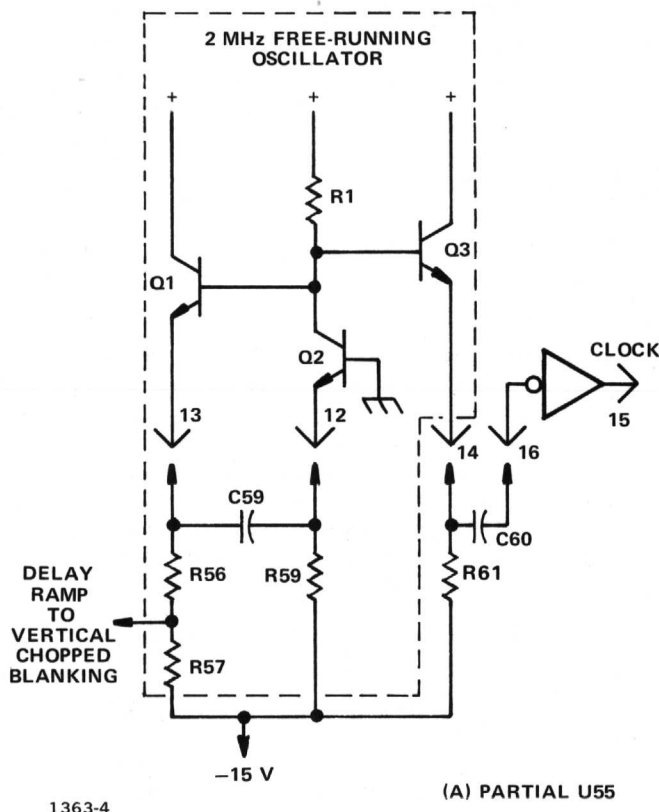 2 MHz FREE-RUNNING
OSCILLATOR
+ + +
R1
Q3
Q1
Q2
CLOCK
13 12
15
14 16
C59
C60
R56 R59 R61
DELAY
RAMP
TO
VERTICAL
CHOPPED
BLANKING
R57
−15 V
(A) PARTIAL U55
1363-4